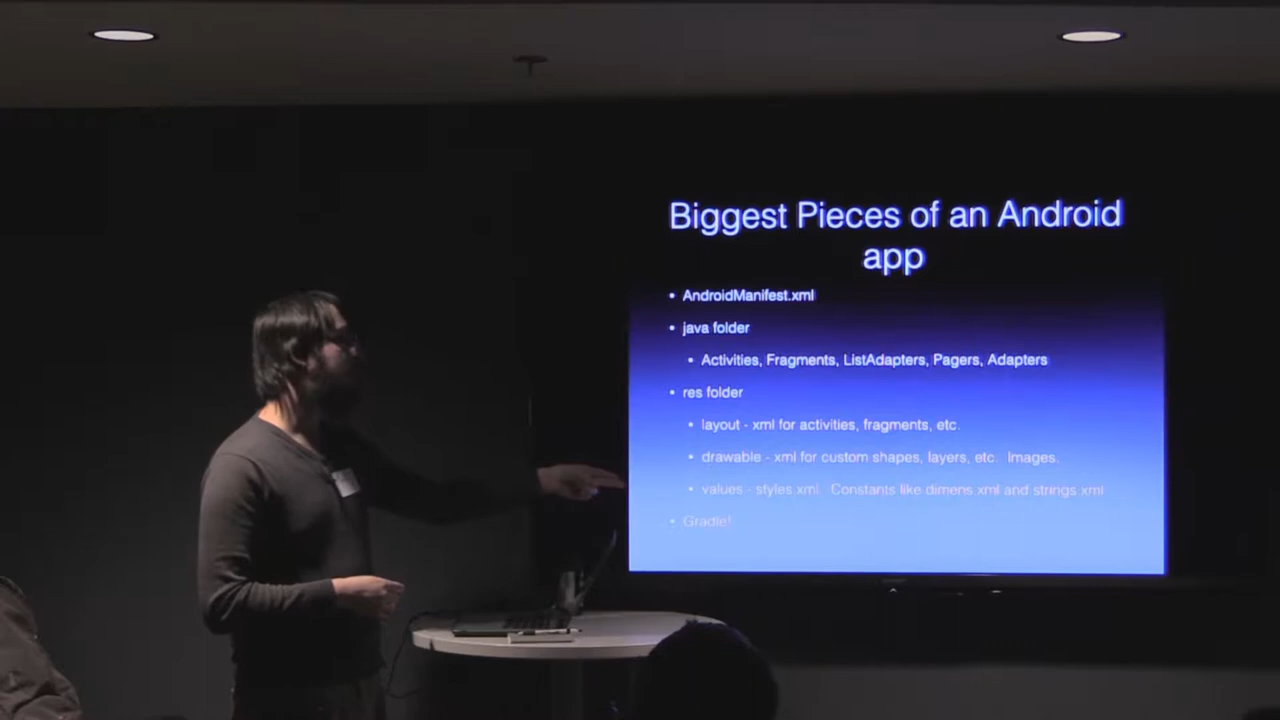 Biggest Pieces of an Android
app
• AndroidManifest.xml
• java folder
• Activities, Fragments, ListAdapters, Pagers, Adapters
• res folder
• layout - xml for activities, fragments, etc.
• drawable - xml for custom shapes, layers, etc. Images.
• values - styles.xml. Constants like dimens.xml and strings.xml
• Gradle!